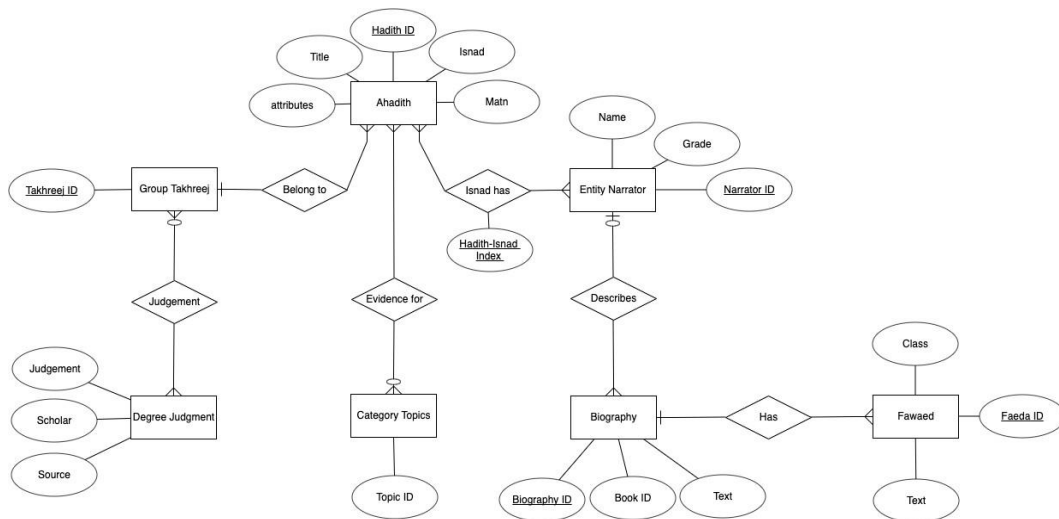 Hadith ID
Title
Isnad
attributes
Ahadith
Matn
Name
Grade
Takhreej ID
Group Takhreej
Belong to
Isnad has
Entity Narrator
Narrator ID
Hadith-Isnad
Index
Judgement
Evidence for
Describes
Class
Judgement
Scholar
Degree Judgment
Category Topics
Biography
Has
Fawaed
Faeda ID
Source
Topic ID
Biography ID
Book ID
Text
Text